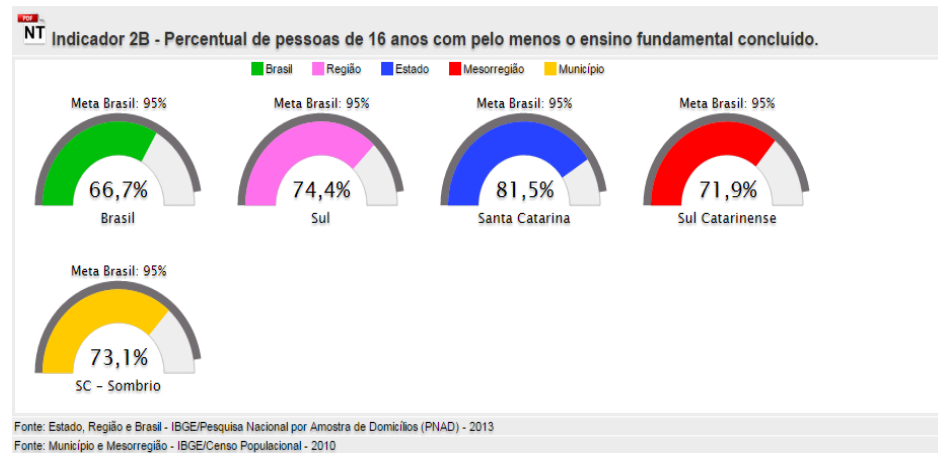 PDF
NT Indicador 2B - Percentual de pessoas de 16 anos com pelo menos o ensino fundamental concluído.
Brasil Região Estado Mesorregião Município
Meta Brasil: 95% Meta Brasil: 95% Meta Brasil: 95% Meta Brasil: 95%
66,7% 74,4% 81,5% 71,9%
Brasil Sul Santa Catarina Sul Catarinense
Meta Brasil: 95%
73,1%
SC - Sombrio
Fonte: Estado, Região e Brasil - IBGE/Pesquisa Nacional por Amostra de Domicílios (PNAD) - 2013
Fonte: Município e Mesorregião - IBGE/Censo Populacional - 2010